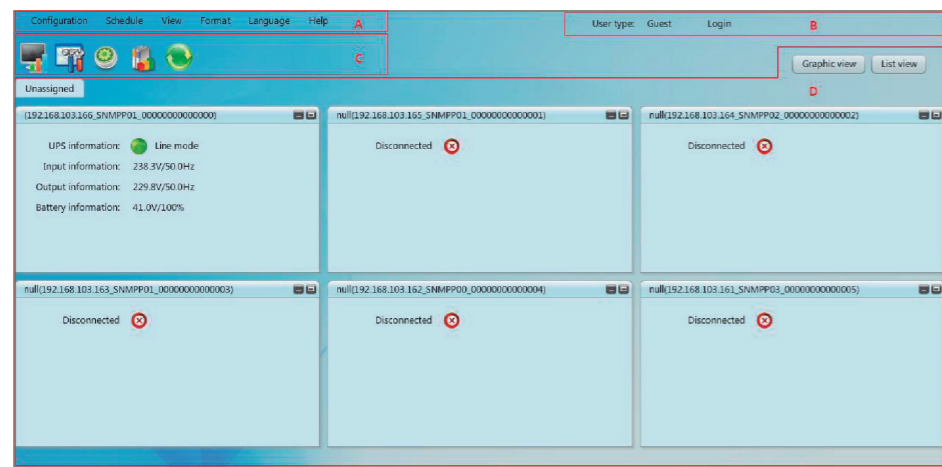 Configuration Schedule View Format Language Help A
User type: Guest Login B
C
Graphic view List view
Unassigned
D
(192.168.103.166_SNMPP01_00000000000000)
null(192.168.103.165_SNMPP01_00000000000001)
null(192.168.103.164_SNMPP02_00000000000002)
UPS information: Line mode
Input information: 238.3V/50.0Hz
Output information: 229.8V/50.0Hz
Battery information: 41.0V/100%
Disconnected
Disconnected
null(192.168.103.163_SNMPP01_00000000000003)
null(192.168.103.162_SNMPP00_00000000000004)
null(192.168.103.161_SNMPP03_00000000000005)
Disconnected
Disconnected
Disconnected